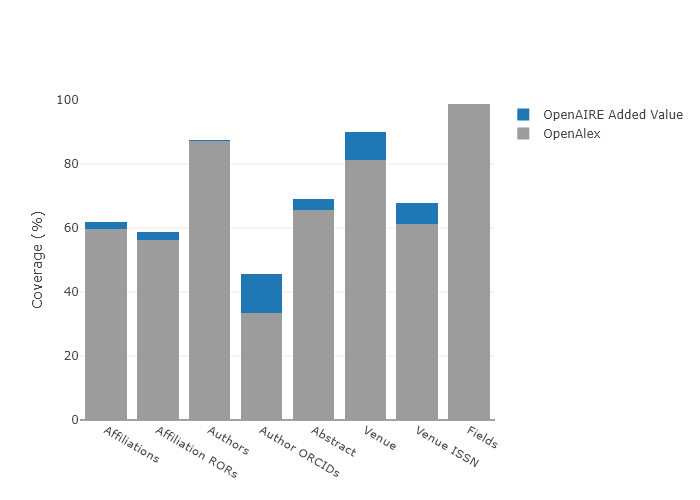 100
80
60
40
20
0
Coverage (%)
Affiliations
Affiliation RORs
Authors
Author ORCIDs
Abstract
Venue
Venue ISSN
Fields
OpenAIRE Added Value
OpenAlex